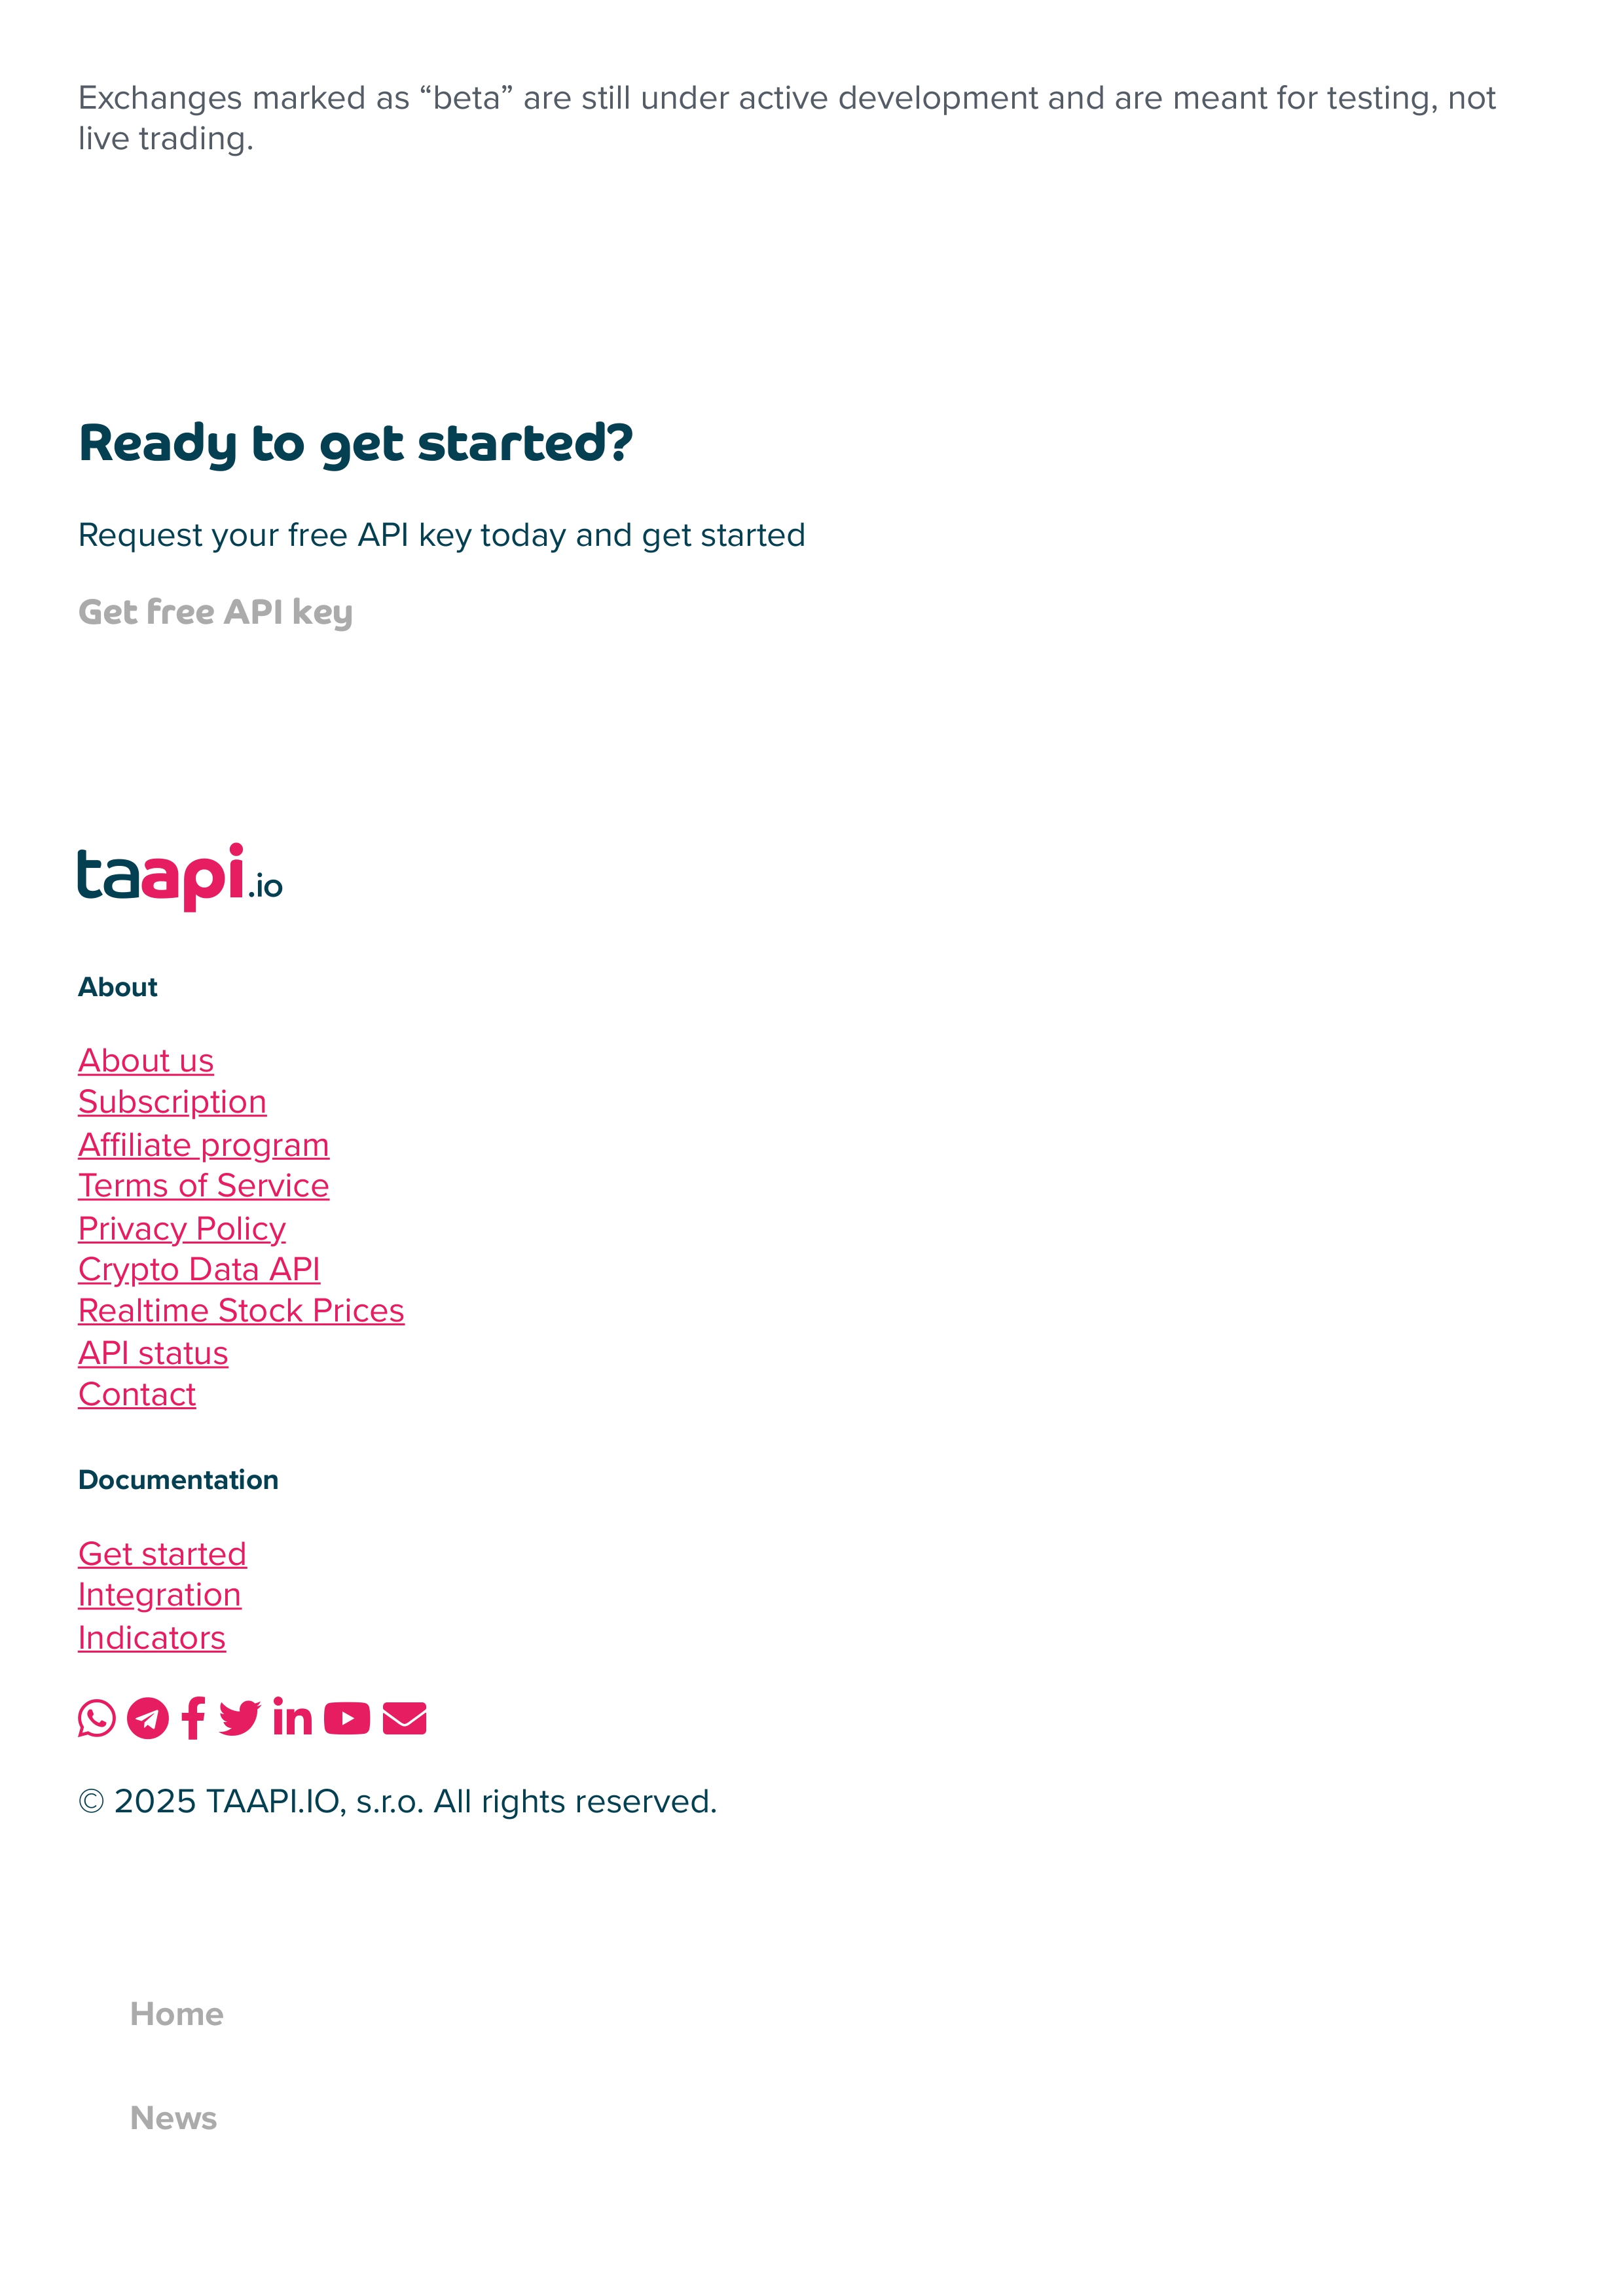 Exchanges marked as “beta” are still under active development and are meant for testing, not
live trading.
Ready to get started?
Request your free API key today and get started
Get free API key
taapi.io
About
About us
Subscription
Affiliate program
Terms of Service
Privacy Policy
Crypto Data API
Realtime Stock Prices
API status
Contact
Documentation
Get started
Integration
Indicators
© 2025 TAAPI.IO, s.r.o. All rights reserved.
Home
News